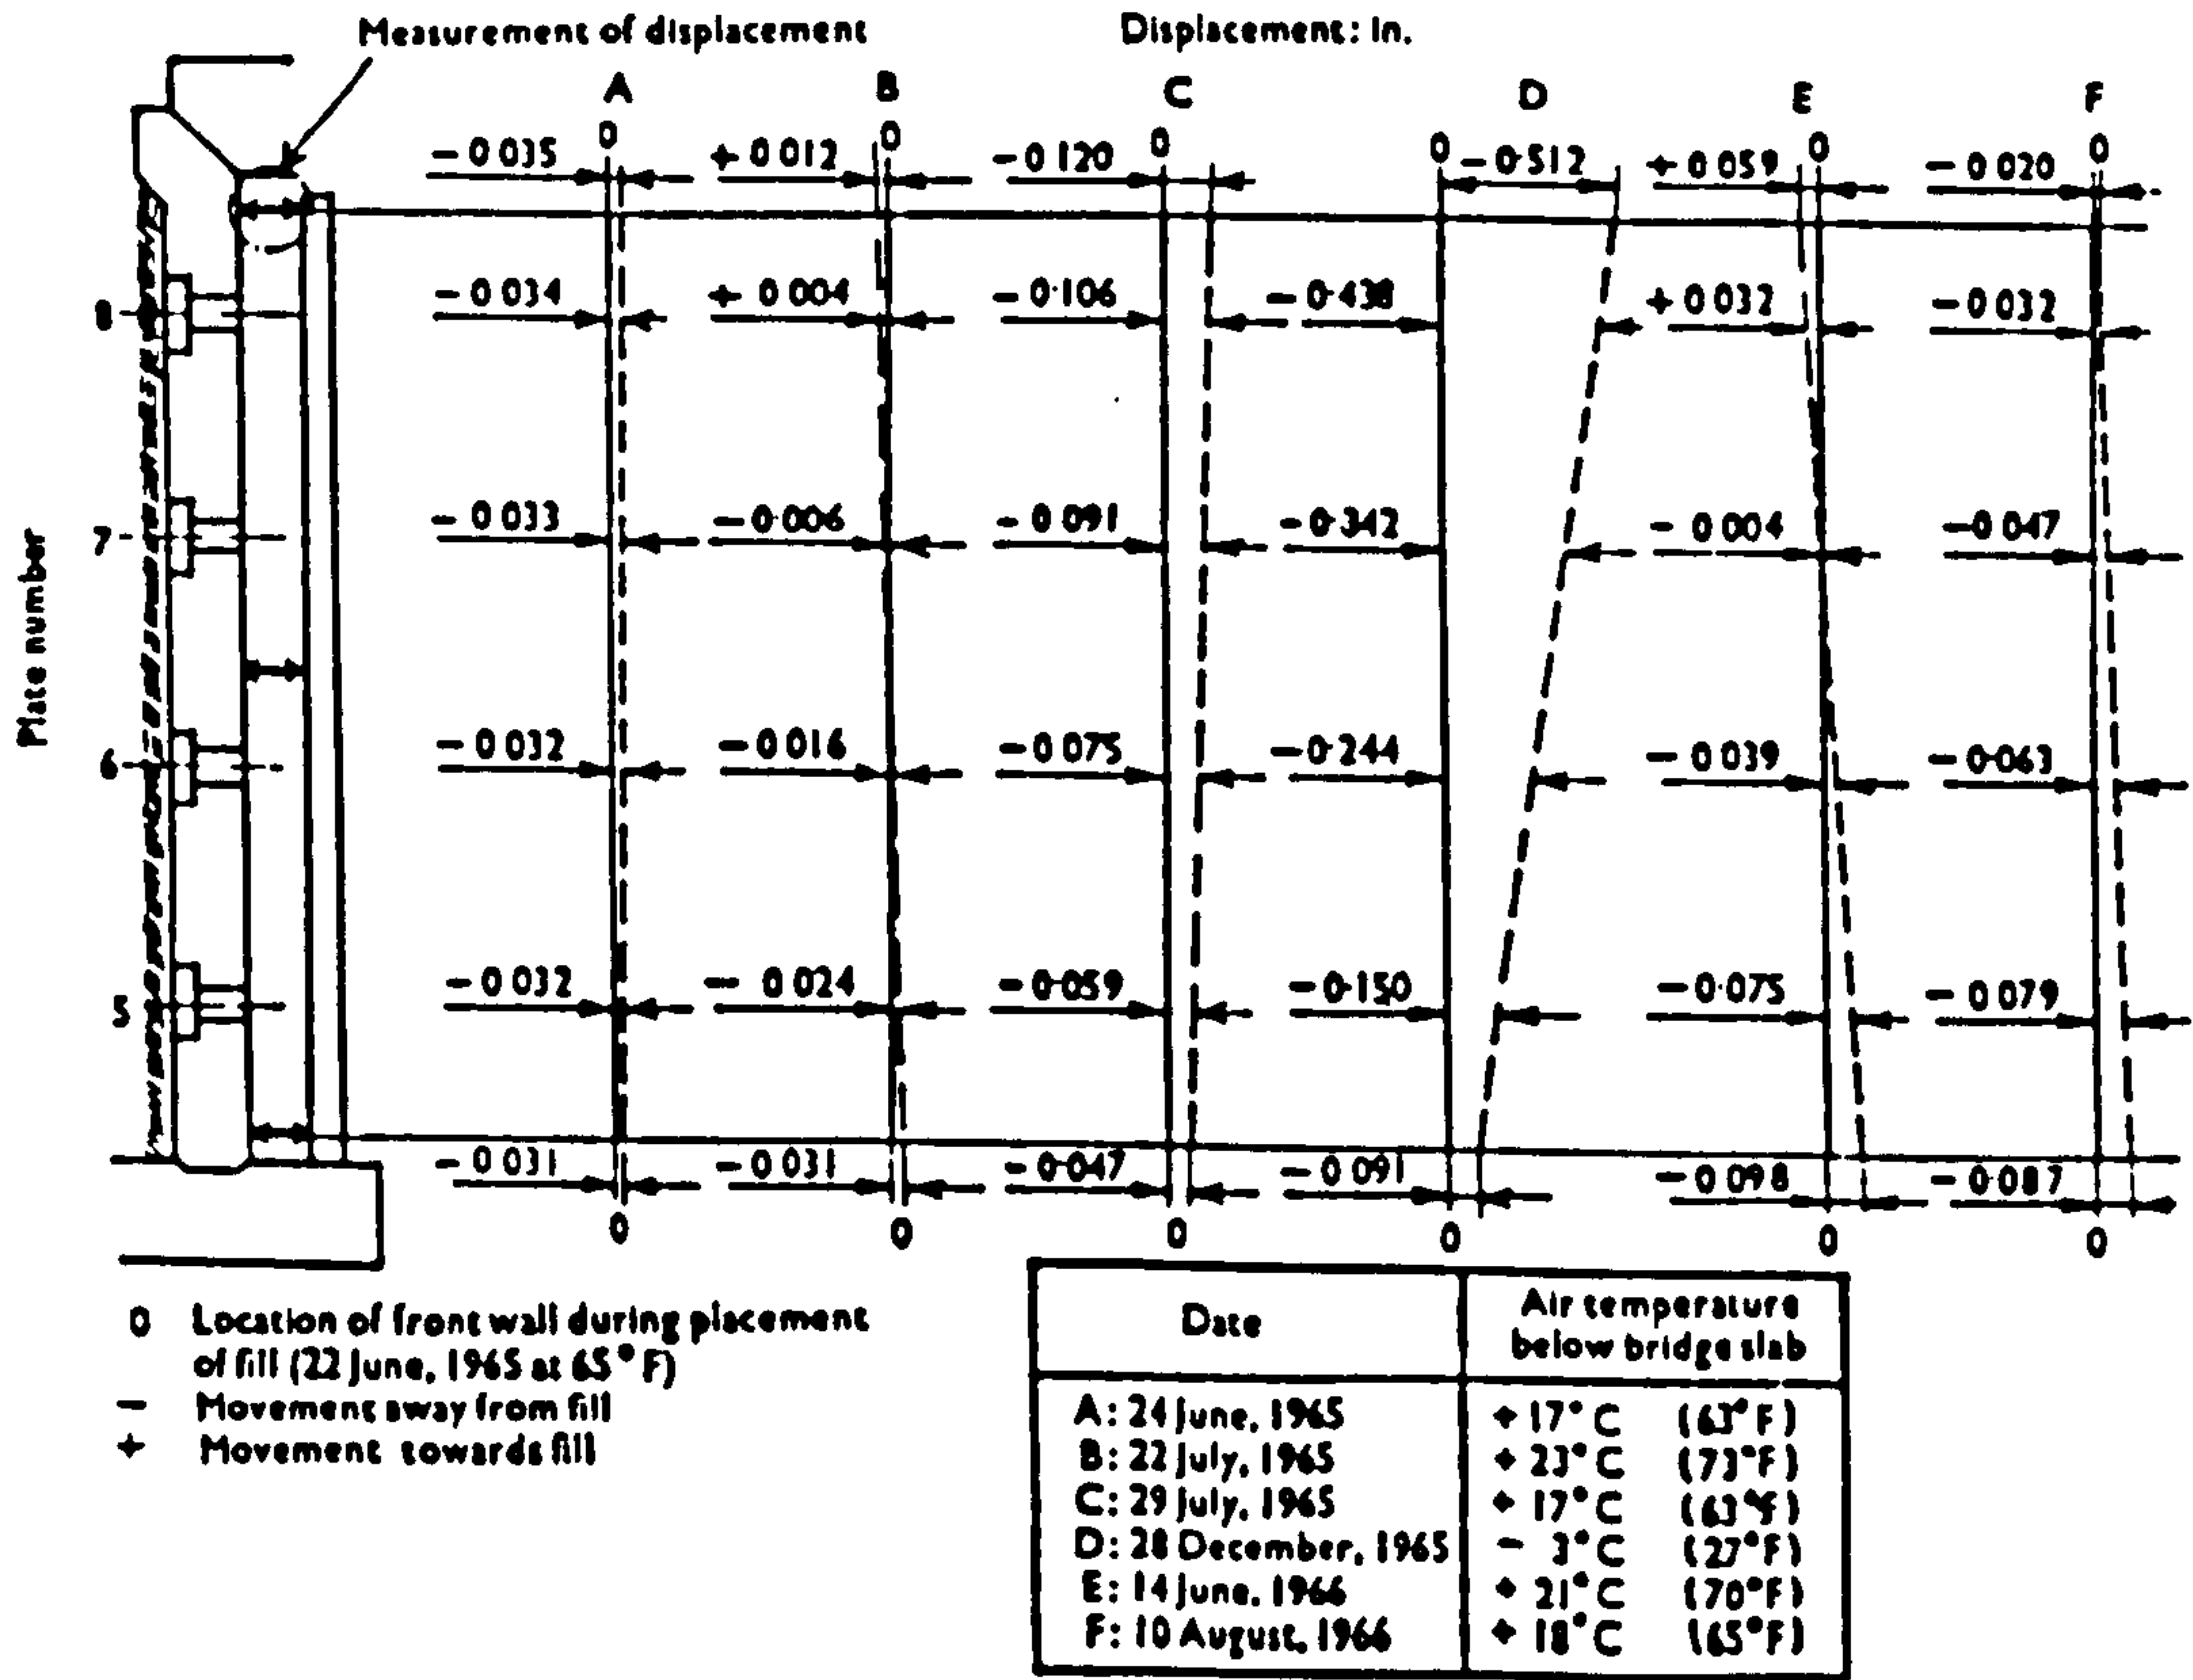 Measurement of displacement Displacement: In.
A B C D E F
0 0 0 0 0 0
- 0 035 + 0 012 - 0·120 - 0·512 + 0 059 - 0 020
8 - 0 034 + 0 004 - 0·106 - 0·438 + 0 032 - 0 032
7 - 0 033 - 0·006 - 0 091 - 0·342 - 0 004 - 0 047
Plate number
6 - 0 032 - 0 016 - 0 075 - 0·244 - 0 039 - 0·063
5 - 0 032 - 0 024 - 0·059 - 0·150 - 0·075 - 0 079
- 0 031 - 0 031 - 0·047 - 0 091 - 0 098 - 0·087
0 0 0 0 0 0
0 Location of front wall during placement
of fill (22 June, 1965 at 65° F)
- Movement away from fill
+ Movement towards fill
Date Air temperature
below bridge slab
A: 24 June, 1965 + 17° C (63° F)
B: 22 July, 1965 + 23° C (73° F)
C: 29 July, 1965 + 17° C (63° F)
D: 28 December, 1965 - 3° C (27° F)
E: 14 June, 1966 + 21° C (70° F)
F: 10 August, 1966 + 18° C (65° F)